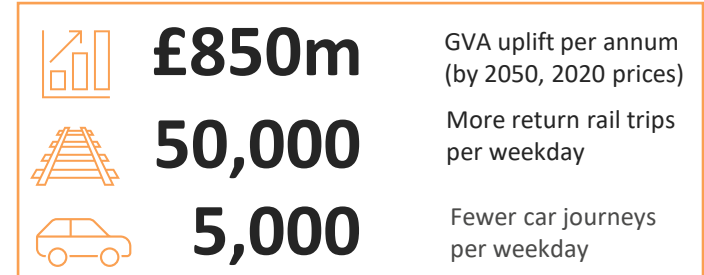 £850m
GVA uplift per annum
(by 2050, 2020 prices)
50,000
More return rail trips
per weekday
5,000
Fewer car journeys
per weekday